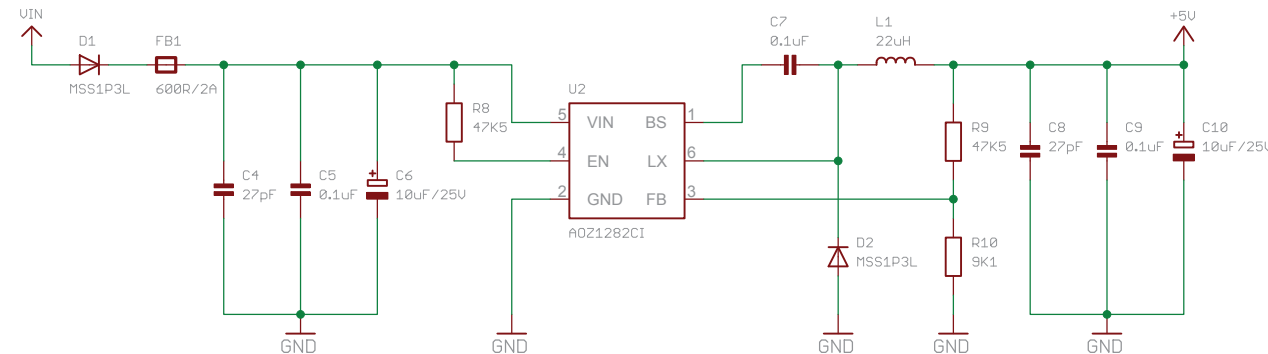 VIN
D1
MSS1P3L
FB1
600R/2A
C4
27pF
C5
0.1uF
C6
10uF/25V
+
GND
R8
47K5
U2
5 VIN BS 1
4 EN LX 6
2 GND FB 3
AOZ1282CI
GND
C7
0.1uF
L1
22uH
D2
MSS1P3L
GND
R9
47K5
R10
9K1
GND
+5V
C8
27pF
C9
0.1uF
C10
10uF/25V
+
GND